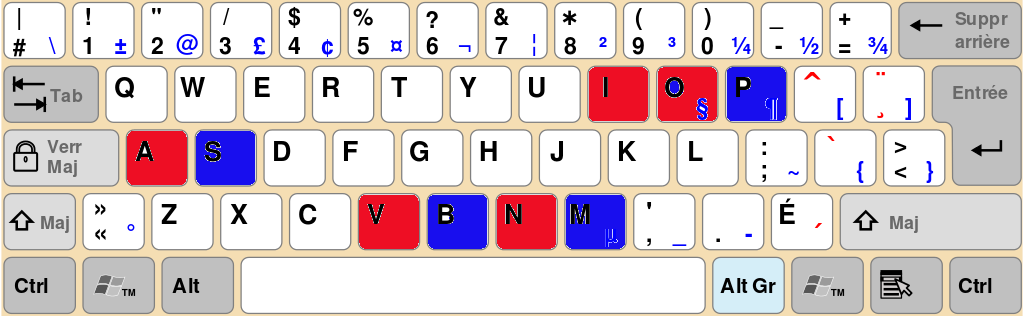 | ! " / $ % ? & * ( ) _ + Suppr
# \ 1 ± 2 @ 3 £ 4 ¢ 5 ¤ 6 ¬ 7 ¦ 8 ² 9 ³ 0 ¼ - ½ = ¾ arrière
Tab Q W E R T Y U I O § P ¶ ^ [ ¨ ¸ ] Entrée
Verr
Maj A S D F G H J K L : ; ~ ` { > < } 
Maj » « ° Z X C V B N M µ ' , _ . - É ´ Maj
Ctrl TM Alt Alt Gr TM Ctrl